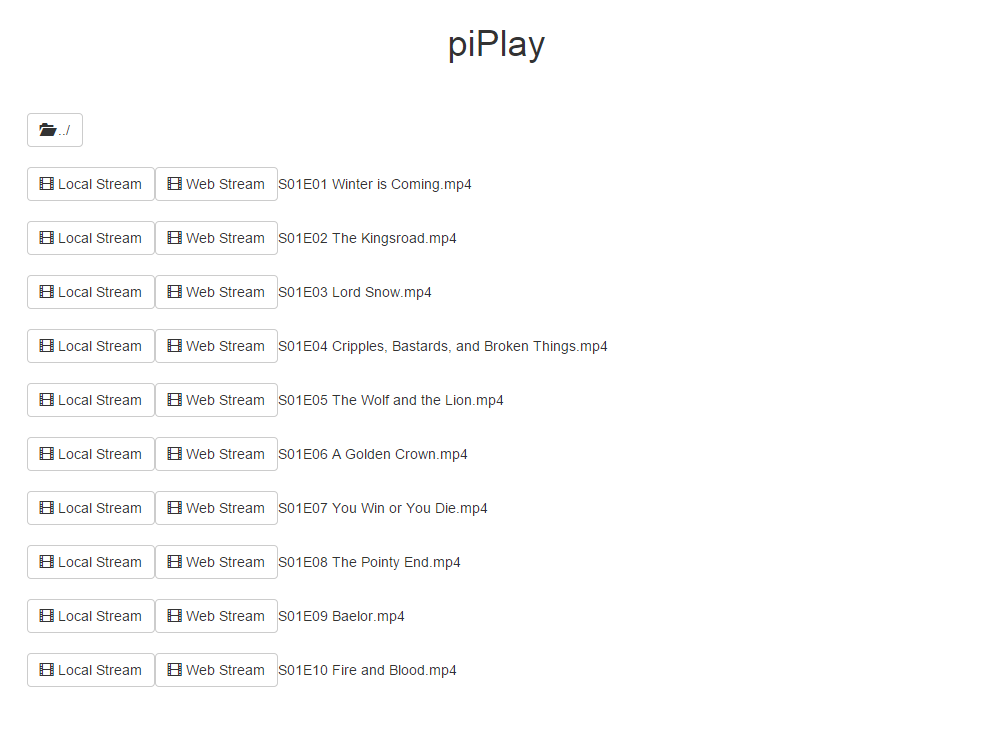 piPlay
../
Local Stream Web Stream S01E01 Winter is Coming.mp4
Local Stream Web Stream S01E02 The Kingsroad.mp4
Local Stream Web Stream S01E03 Lord Snow.mp4
Local Stream Web Stream S01E04 Cripples, Bastards, and Broken Things.mp4
Local Stream Web Stream S01E05 The Wolf and the Lion.mp4
Local Stream Web Stream S01E06 A Golden Crown.mp4
Local Stream Web Stream S01E07 You Win or You Die.mp4
Local Stream Web Stream S01E08 The Pointy End.mp4
Local Stream Web Stream S01E09 Baelor.mp4
Local Stream Web Stream S01E10 Fire and Blood.mp4